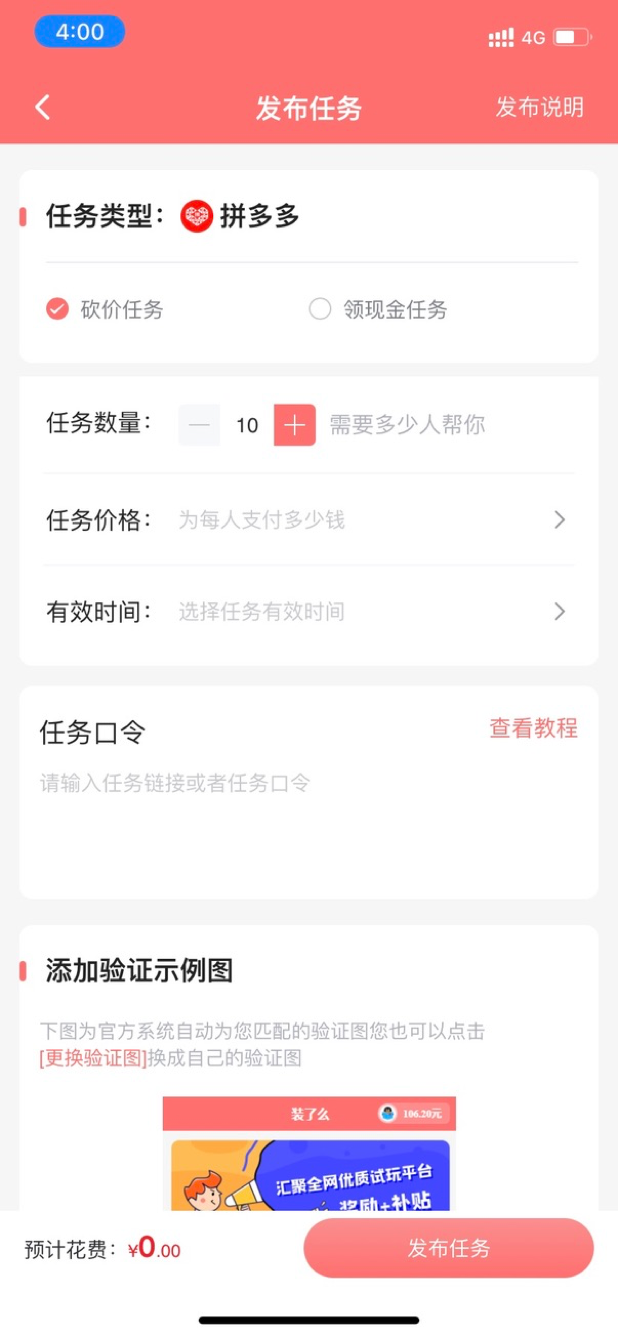 4:00
4G
发布任务
发布说明
任务类型：
拼多多
砍价任务
领现金任务
任务数量：
10
需要多少人帮你
任务价格：
为每人支付多少钱
有效时间：
选择任务有效时间
任务口令
查看教程
请输入任务链接或者任务口令
添加验证示例图
下图为官方系统自动为您匹配的验证图您也可以点击
[更换验证图]换成自己的验证图
装了么
106.20元
汇聚全网优质试玩平台
奖励+补贴
预计花费：¥0.00
发布任务